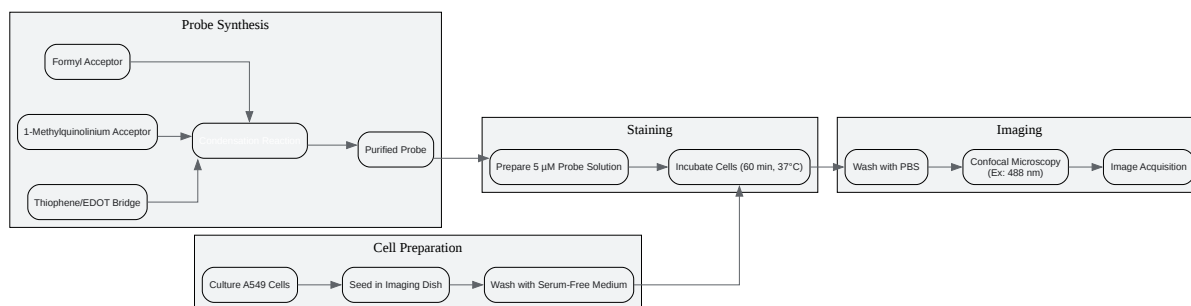 Probe Synthesis
Formyl Acceptor
1-Methylquinolinium Acceptor
Condensation Reaction
Purified Probe
Thiophene/EDOT Bridge
Staining
Prepare 5 µM Probe Solution
Incubate Cells (60 min, 37°C)
Imaging
Wash with PBS
Confocal Microscopy
(Ex: 488 nm)
Image Acquisition
Cell Preparation
Culture A549 Cells
Seed in Imaging Dish
Wash with Serum-Free Medium